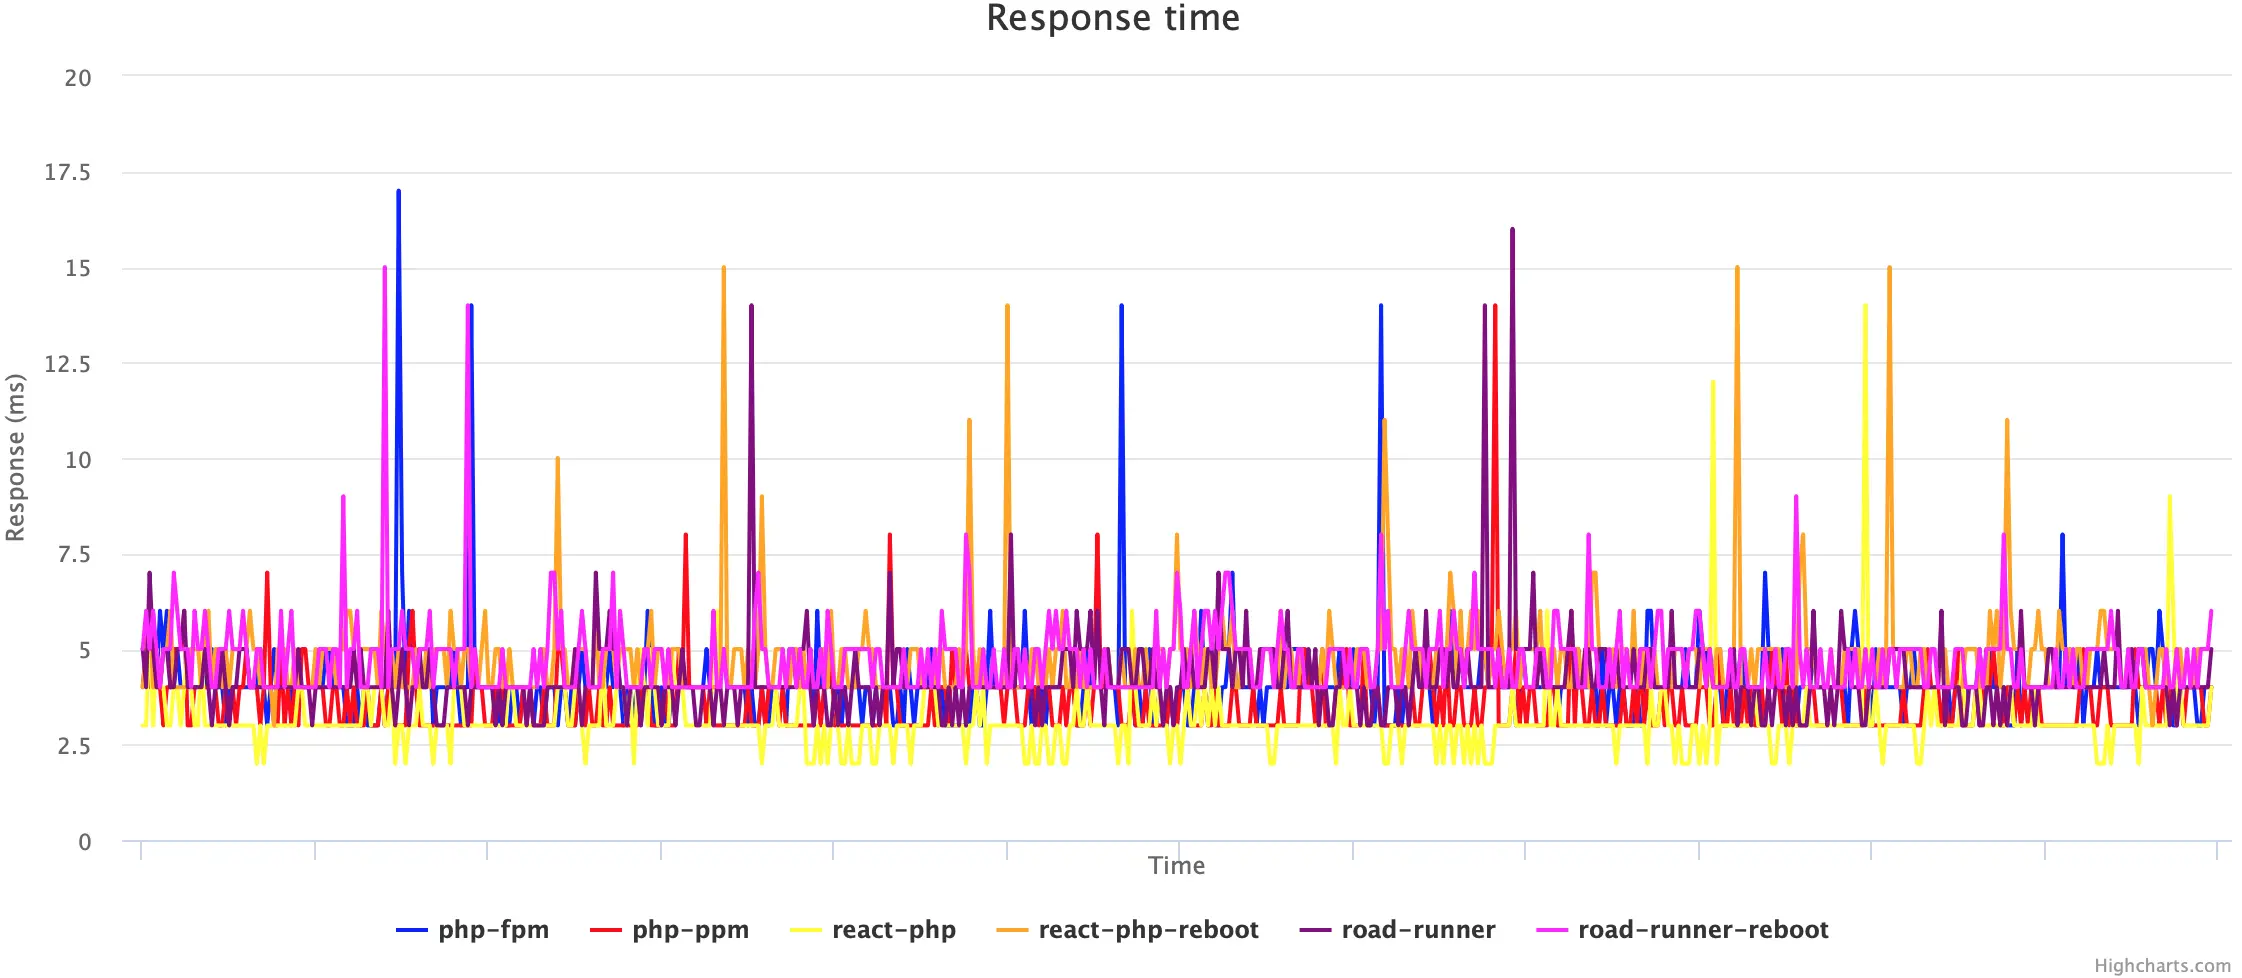 Response time
20
17.5
15
12.5
10
7.5
5
2.5
0
Response (ms)
Time
php-fpm php-ppm react-php react-php-reboot road-runner road-runner-reboot
Highcharts.com